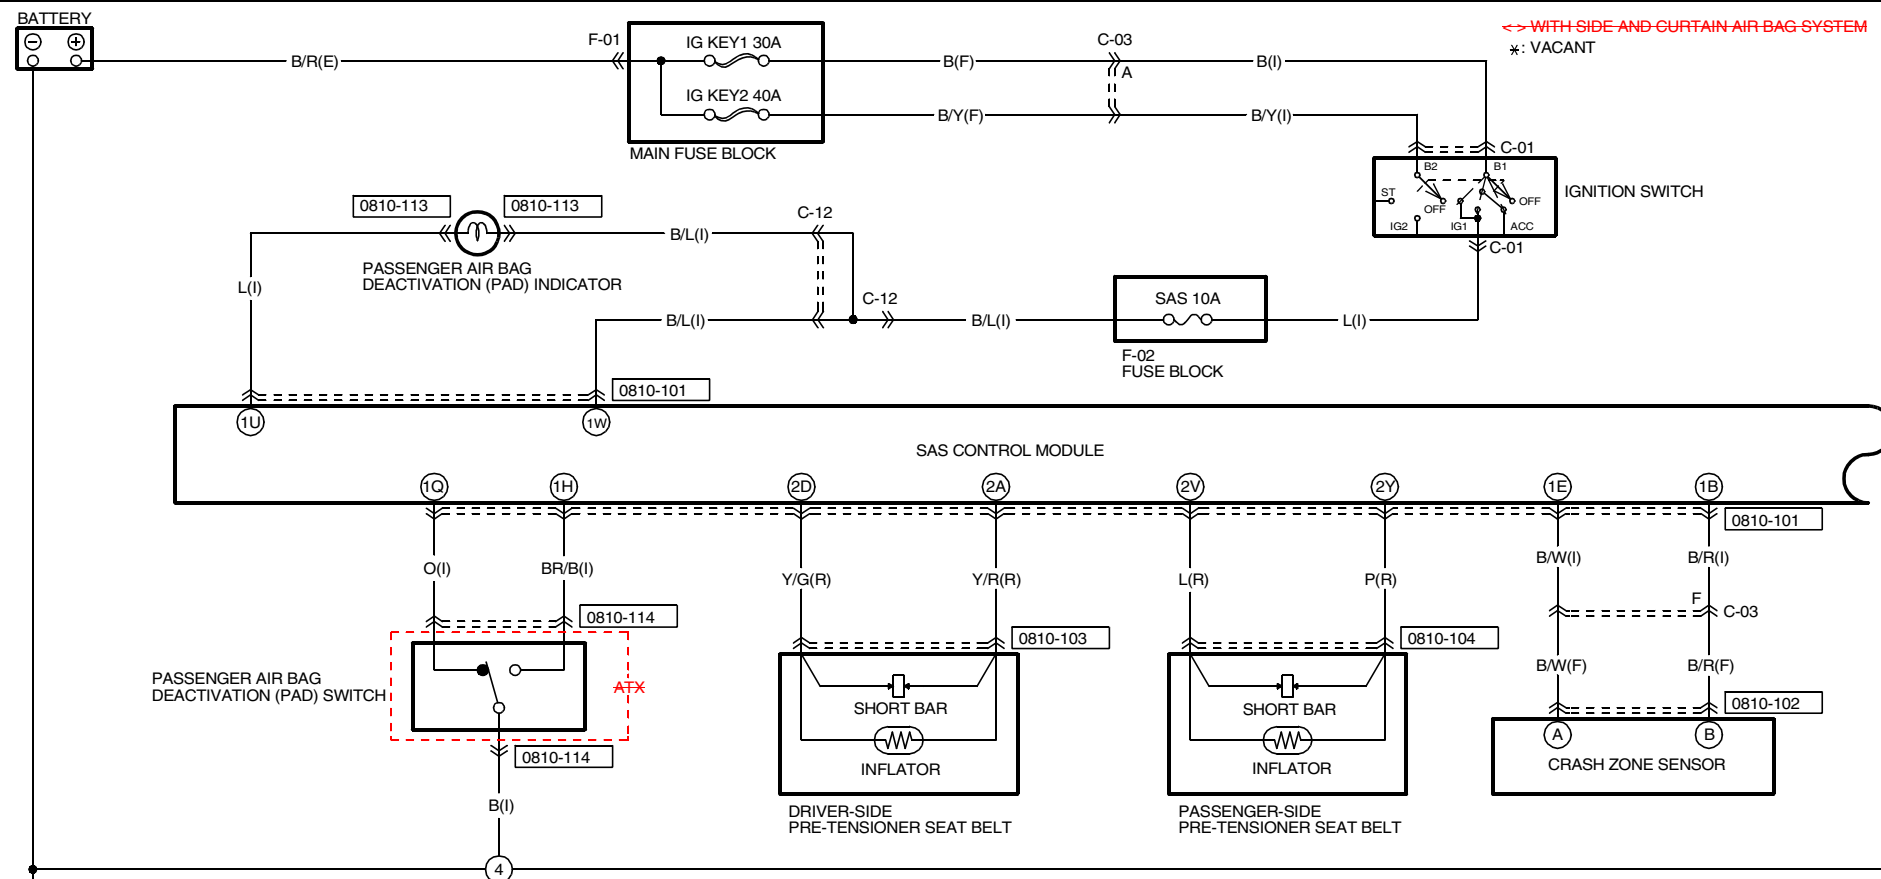 BATTERY
< > WITH SIDE AND CURTAIN AIR BAG SYSTEM
*: VACANT
− +
B/R(E)
F-01
IG KEY1 30A
B(F)
C-03
A
B(I)
IG KEY2 40A
B/Y(F)
B/Y(I)
MAIN FUSE BLOCK
C-01
B2
B1
ST
OFF
OFF
IG2
IG1
ACC
IGNITION SWITCH
C-01
0810-113
0810-113
C-12
B/L(I)
PASSENGER AIR BAG
DEACTIVATION (PAD) INDICATOR
L(I)
C-12
B/L(I)
B/L(I)
SAS 10A
L(I)
F-02
FUSE BLOCK
0810-101
1U
1W
SAS CONTROL MODULE
1Q
1H
2D
2A
2V
2Y
1E
1B
0810-101
O(I)
BR/B(I)
Y/G(R)
Y/R(R)
L(R)
P(R)
B/W(I)
B/R(I)
F
C-03
0810-114
0810-103
0810-104
B/W(F)
B/R(F)
PASSENGER AIR BAG
DEACTIVATION (PAD) SWITCH
ATX
SHORT BAR
SHORT BAR
0810-102
A
B
INFLATOR
INFLATOR
CRASH ZONE SENSOR
0810-114
B(I)
DRIVER-SIDE
PRE-TENSIONER SEAT BELT
PASSENGER-SIDE
PRE-TENSIONER SEAT BELT
4